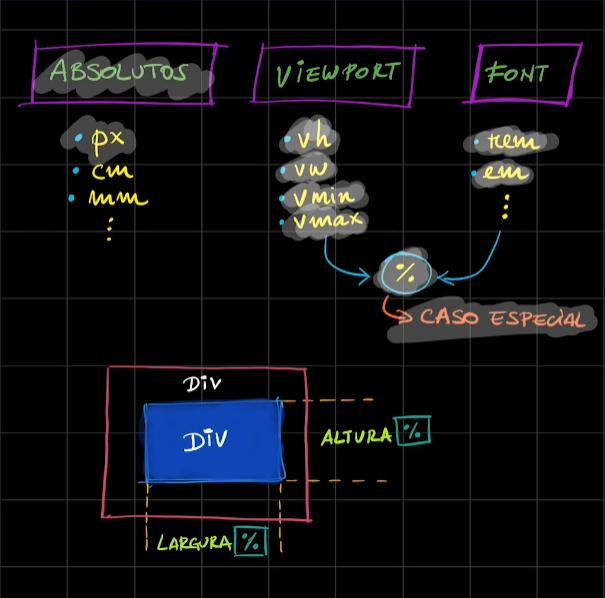 ABSOLUTOS
VIEWPORT
FONT
• px
• cm
• mm
• vh
• vw
• vmin
• vmax
• rem
• em
%
CASO ESPECIAL
Div
Div
ALTURA %
LARGURA %